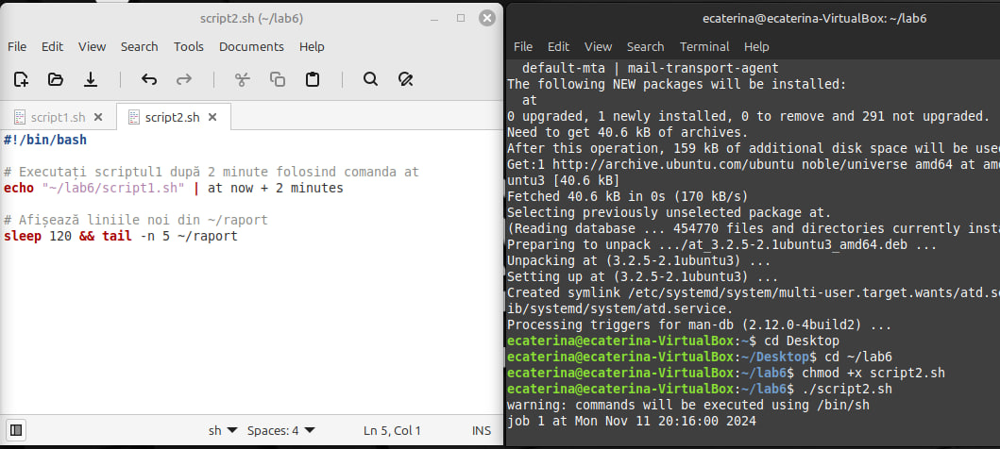 script2.sh (~/lab6)
File Edit View Search Tools Documents Help
script1.sh script2.sh
#!/bin/bash
# Executați scriptul1 după 2 minute folosind comanda at
echo "~/lab6/script1.sh" | at now + 2 minutes
# Afișează liniile noi din ~/raport
sleep 120 && tail -n 5 ~/raport
sh Spaces: 4 Ln 5, Col 1 INS
ecaterina@ecaterina-VirtualBox: ~/lab6
File Edit View Search Terminal Help
default-mta | mail-transport-agent
The following NEW packages will be installed:
at
0 upgraded, 1 newly installed, 0 to remove and 291 not upgraded.
Need to get 40.6 kB of archives.
After this operation, 159 kB of additional disk space will be used
Get:1 http://archive.ubuntu.com/ubuntu noble/universe amd64 at amd
untu3 [40.6 kB]
Fetched 40.6 kB in 0s (170 kB/s)
Selecting previously unselected package at.
(Reading database ... 454770 files and directories currently insta
Preparing to unpack .../at_3.2.5-2.1ubuntu3_amd64.deb ...
Unpacking at (3.2.5-2.1ubuntu3) ...
Setting up at (3.2.5-2.1ubuntu3) ...
Created symlink /etc/systemd/system/multi-user.target.wants/atd.se
ib/systemd/system/atd.service.
Processing triggers for man-db (2.12.0-4build2) ...
ecaterina@ecaterina-VirtualBox:~$ cd Desktop
ecaterina@ecaterina-VirtualBox:~/Desktop$ cd ~/lab6
ecaterina@ecaterina-VirtualBox:~/lab6$ chmod +x script2.sh
ecaterina@ecaterina-VirtualBox:~/lab6$ ./script2.sh
warning: commands will be executed using /bin/sh
job 1 at Mon Nov 11 20:16:00 2024